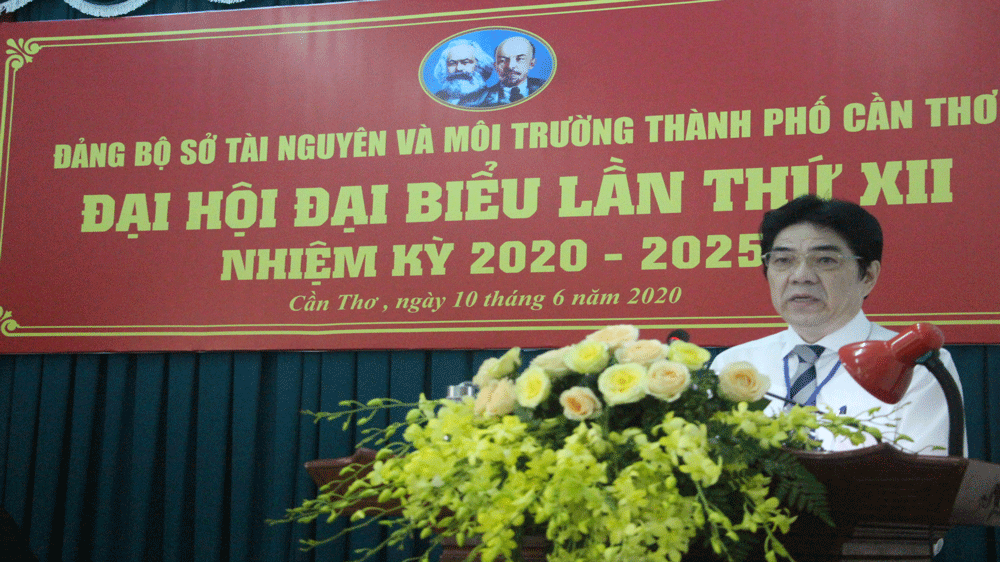 ĐẢNG BỘ SỞ TÀI NGUYÊN VÀ MÔI TRƯỜNG THÀNH PHỐ CẦN THƠ
ĐẠI HỘI ĐẠI BIỂU LẦN THỨ XII
NHIỆM KỲ 2020 - 2025
Cần Thơ , ngày 10 tháng 6 năm 2020